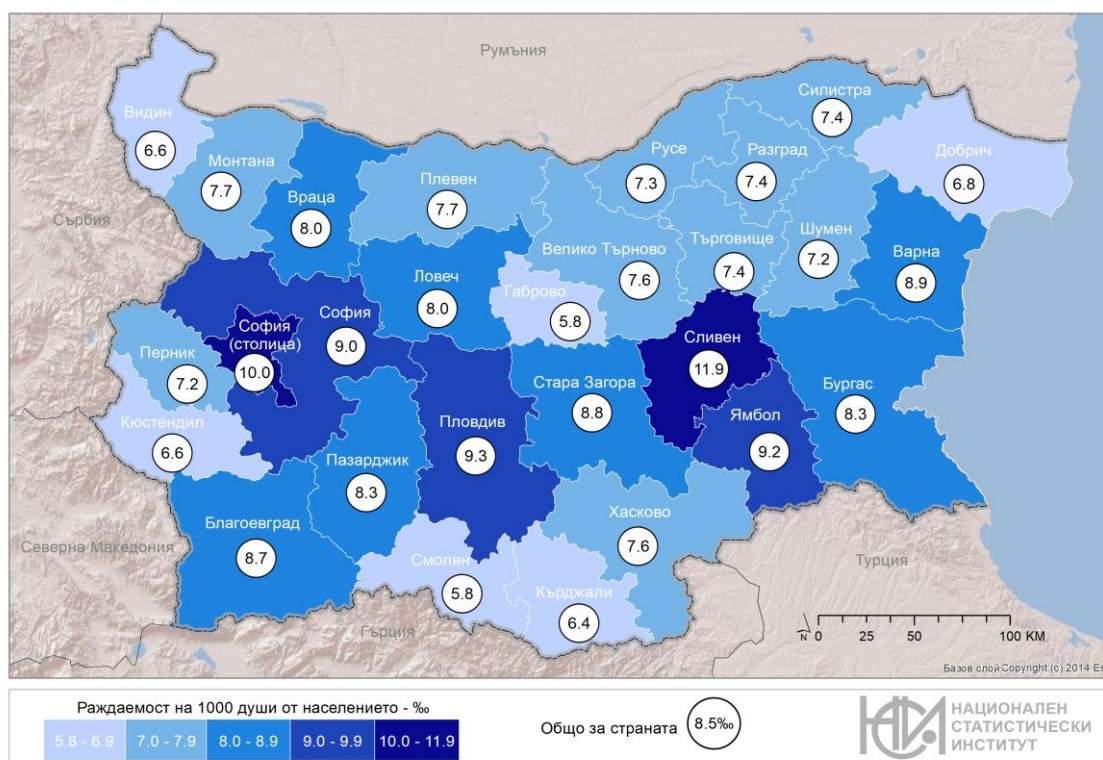 Румъния
Силистра
7.4
Видин
6.6
Добрич
6.8
Русе
7.3
Разград
7.4
Монтана
7.7
Плевен
7.7
Враца
8.0
Сърбия
Шумен
7.2
Търговище
7.4
Велико Търново
7.6
Варна
8.9
Ловеч
8.0
Габрово
5.8
София
9.0
София
(столица)
10.0
Сливен
11.9
Перник
7.2
Стара Загора
8.8
Бургас
8.3
Кюстендил
6.6
Пловдив
9.3
Ямбол
9.2
Пазарджик
8.3
Хасково
7.6
Благоевград
8.7
Северна Македония
Турция
Смолян
5.8
Кърджали
6.4
Гърция
N
0 25 50 100 КМ
Базов слой Copyright:(c) 2014 Es
Раждаемост на 1000 души от населението - ‰
5.8 - 6.9 7.0 - 7.9 8.0 - 8.9 9.0 - 9.9 10.0 - 11.9
Общо за страната 8.5‰
НСИ
НАЦИОНАЛЕН
СТАТИСТИЧЕСКИ
ИНСТИТУТ